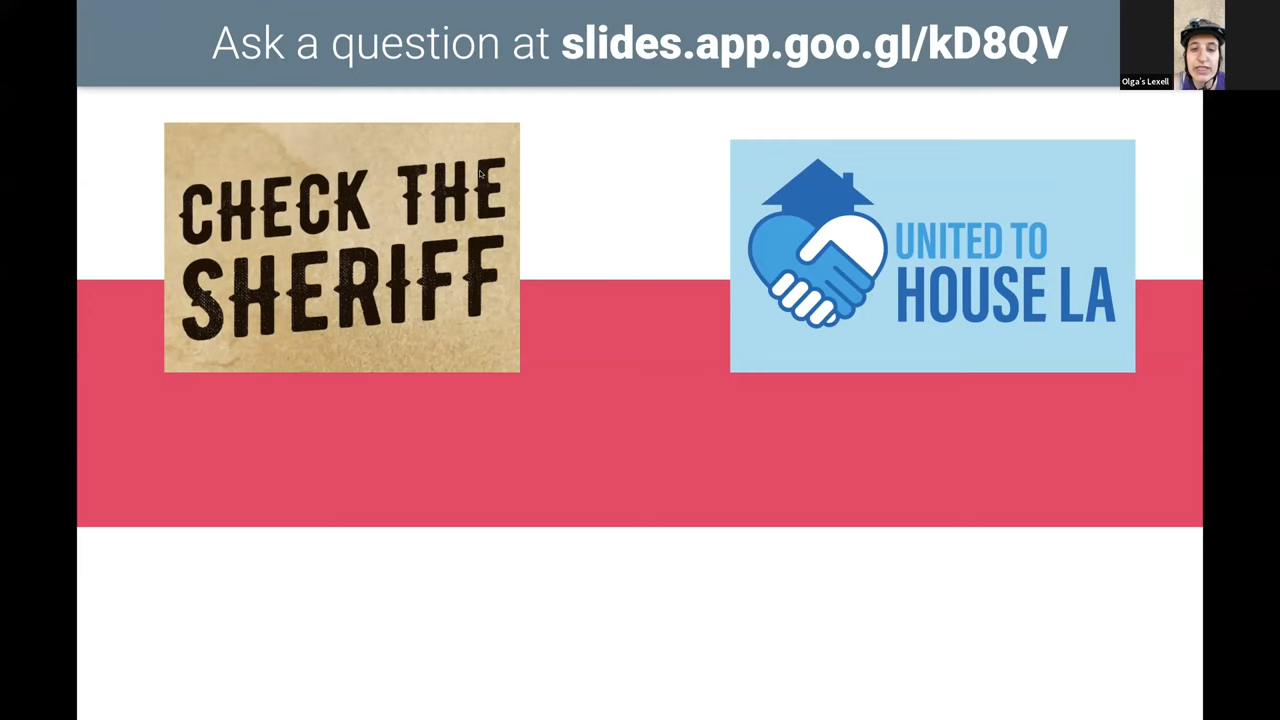 Ask a question at slides.app.goo.gl/kD8QV
Olga's Lexell
CHECK THE
SHERIFF
UNITED TO
HOUSE LA